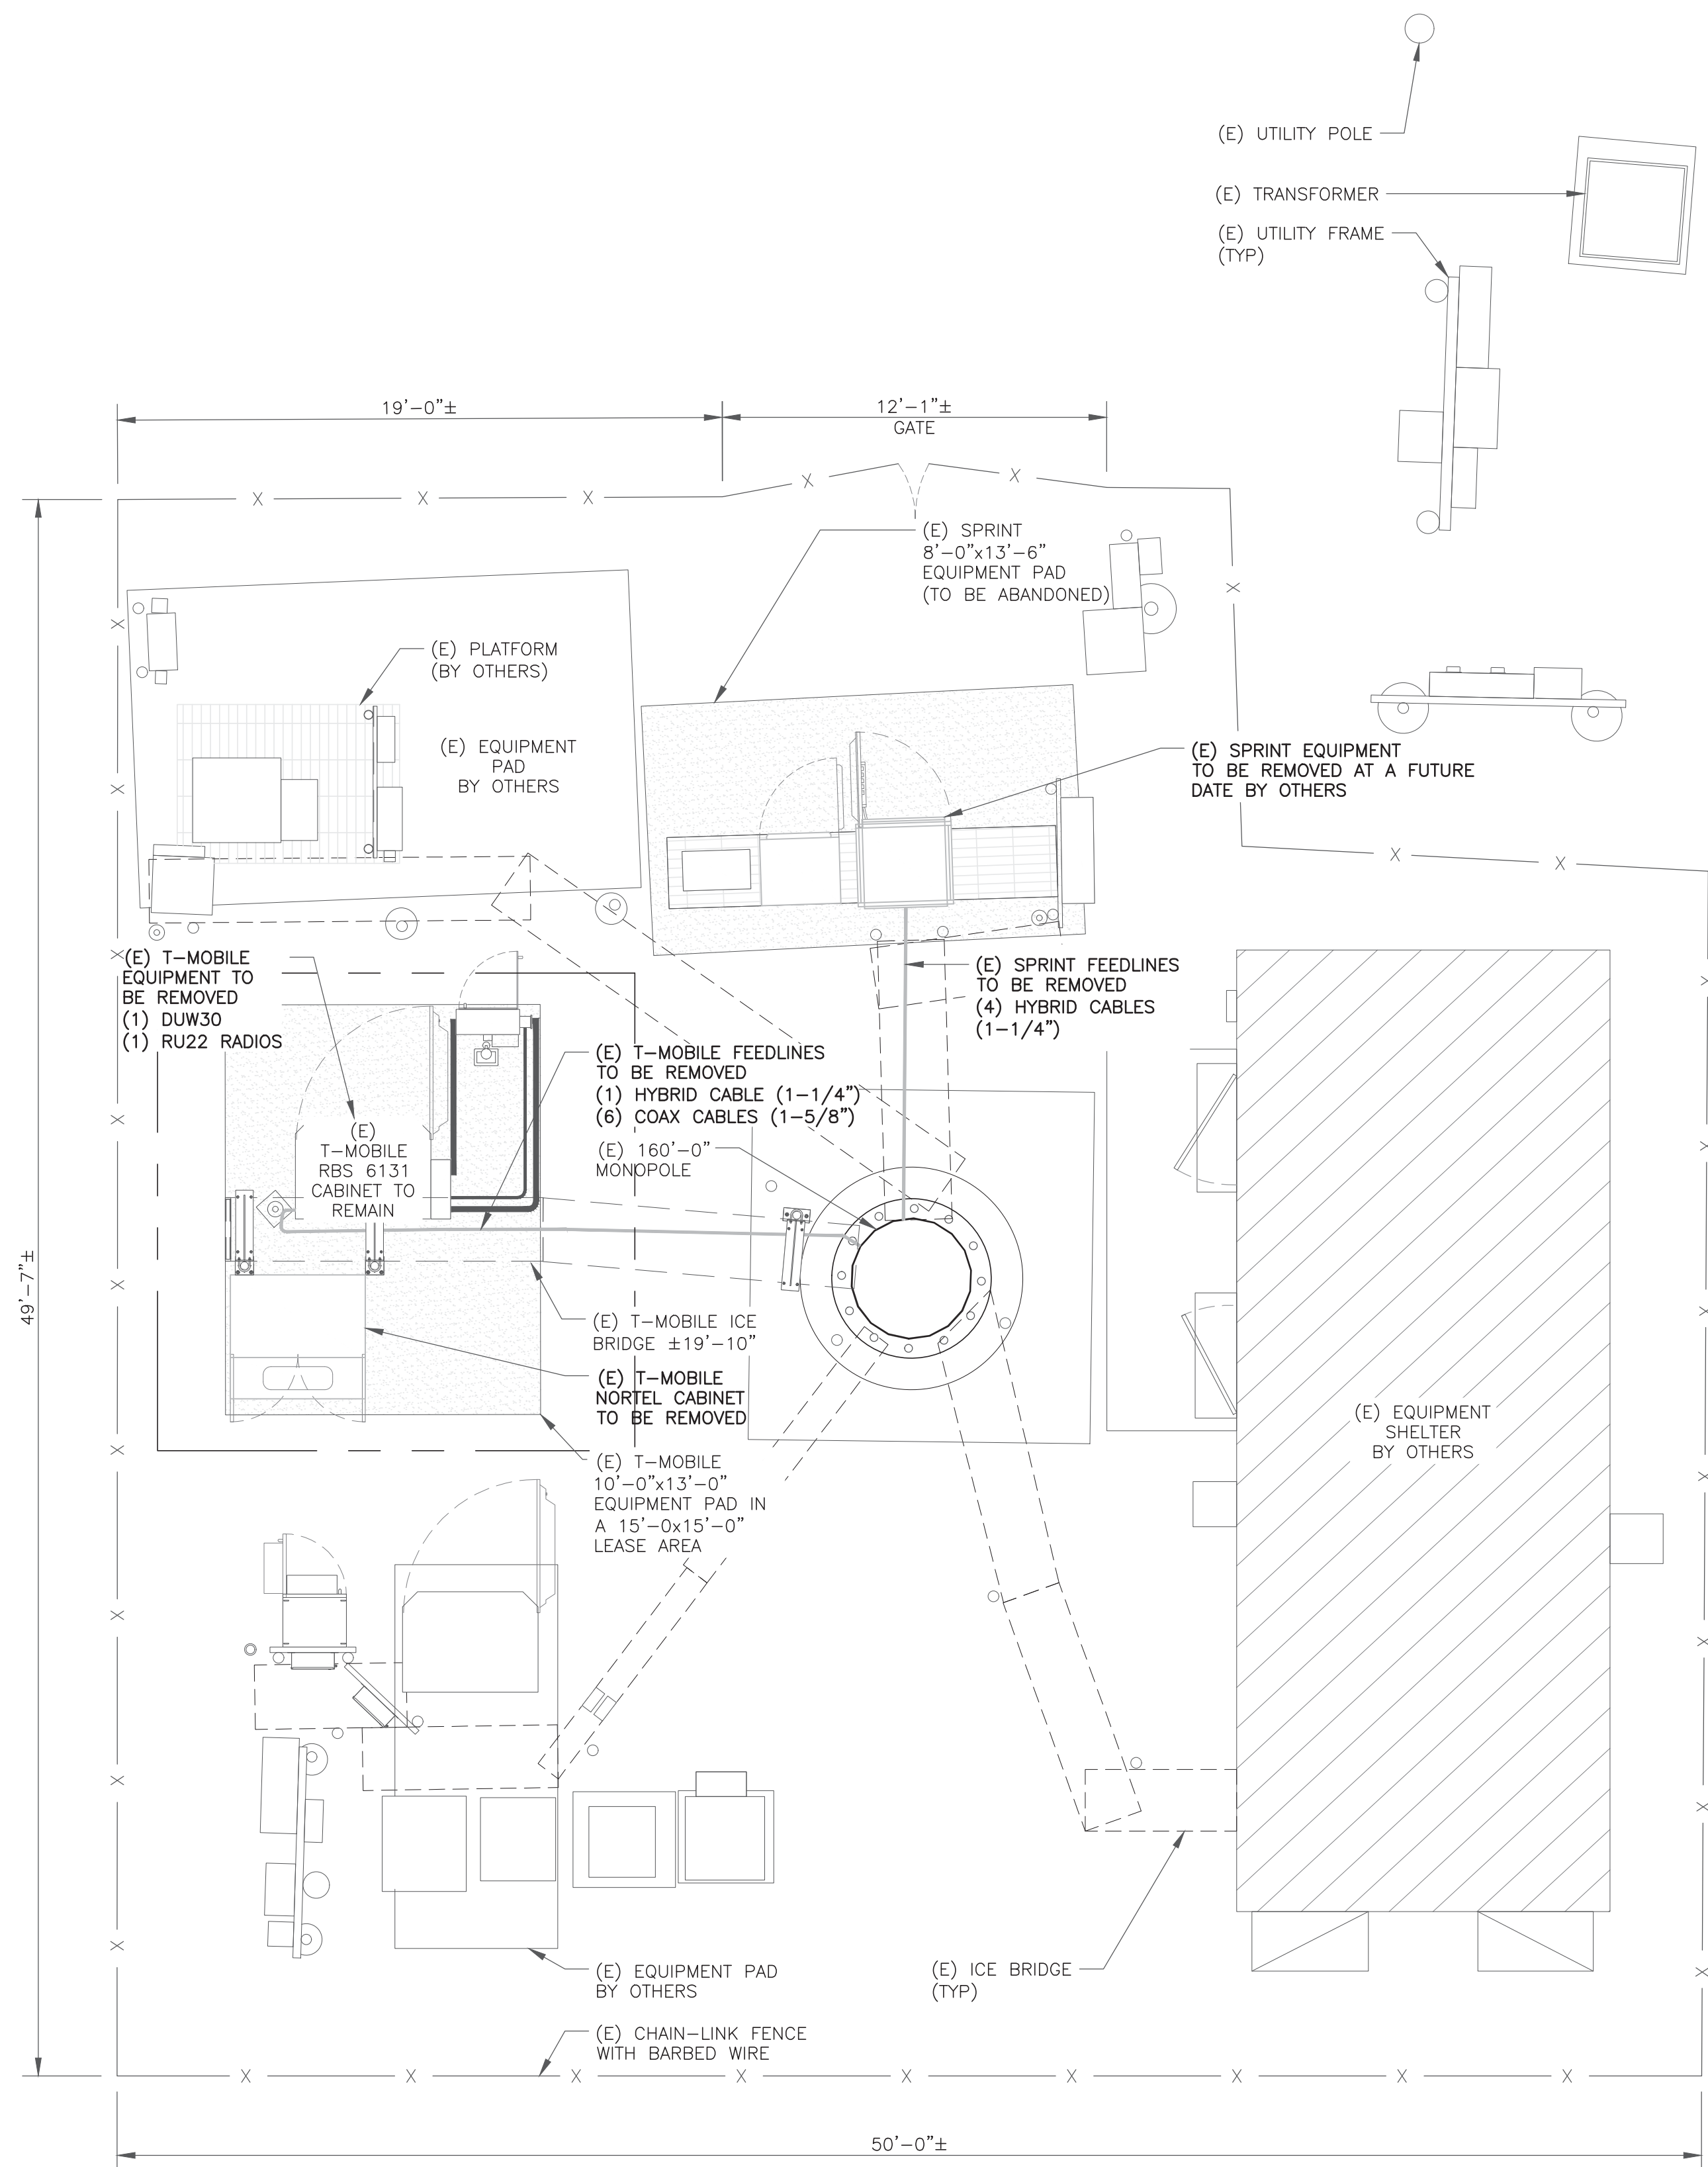 (E) UTILITY POLE
(E) TRANSFORMER
(E) UTILITY FRAME
(TYP)
19'-0"±
12'-1"±
GATE
X
X
X
X
X
(E) SPRINT
8'-0"x13'-6"
EQUIPMENT PAD
(TO BE ABANDONED)
X
X
(E) PLATFORM
(BY OTHERS)
(E) EQUIPMENT
PAD
BY OTHERS
(E) SPRINT EQUIPMENT
TO BE REMOVED AT A FUTURE
DATE BY OTHERS
X
X
X
X
(E) T-MOBILE
EQUIPMENT TO
BE REMOVED
(1) DUW30
(1) RU22 RADIOS
(E) SPRINT FEEDLINES
TO BE REMOVED
(4) HYBRID CABLES
(1-1/4")
X
(E) T-MOBILE FEEDLINES
TO BE REMOVED
(1) HYBRID CABLE (1-1/4")
(6) COAX CABLES (1-5/8")
X
X
(E)
T-MOBILE
RBS 6131
CABINET TO
REMAIN
(E) 160'-0"
MONOPOLE
49'-7"±
X
X
(E) T-MOBILE ICE
BRIDGE ±19'-10"
(E) T-MOBILE
NORTEL CABINET
TO BE REMOVED
(E) EQUIPMENT
SHELTER
BY OTHERS
X
X
(E) T-MOBILE
10'-0"x13'-0"
EQUIPMENT PAD IN
A 15'-0x15'-0"
LEASE AREA
X
X
X
X
X
X
(E) EQUIPMENT PAD
BY OTHERS
(E) ICE BRIDGE
(TYP)
(E) CHAIN-LINK FENCE
WITH BARBED WIRE
X
X
X
X
X
X
X
X
X
50'-0"±